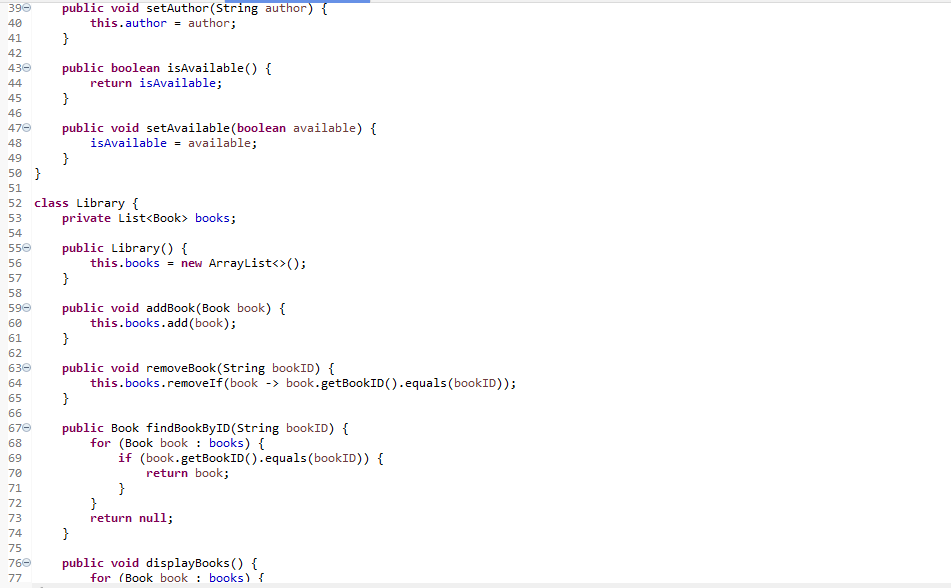 39 public void setAuthor(String author) {
40 this.author = author;
41 }
42
43 public boolean isAvailable() {
44 return isAvailable;
45 }
46
47 public void setAvailable(boolean available) {
48 isAvailable = available;
49 }
50 }
51
52 class Library {
53 private List<Book> books;
54
55 public Library() {
56 this.books = new ArrayList<>();
57 }
58
59 public void addBook(Book book) {
60 this.books.add(book);
61 }
62
63 public void removeBook(String bookID) {
64 this.books.removeIf(book -> book.getBookID().equals(bookID));
65 }
66
67 public Book findBookByID(String bookID) {
68 for (Book book : books) {
69 if (book.getBookID().equals(bookID)) {
70 return book;
71 }
72 }
73 return null;
74 }
75
76 public void displayBooks() {
77 for (Book book : books) {